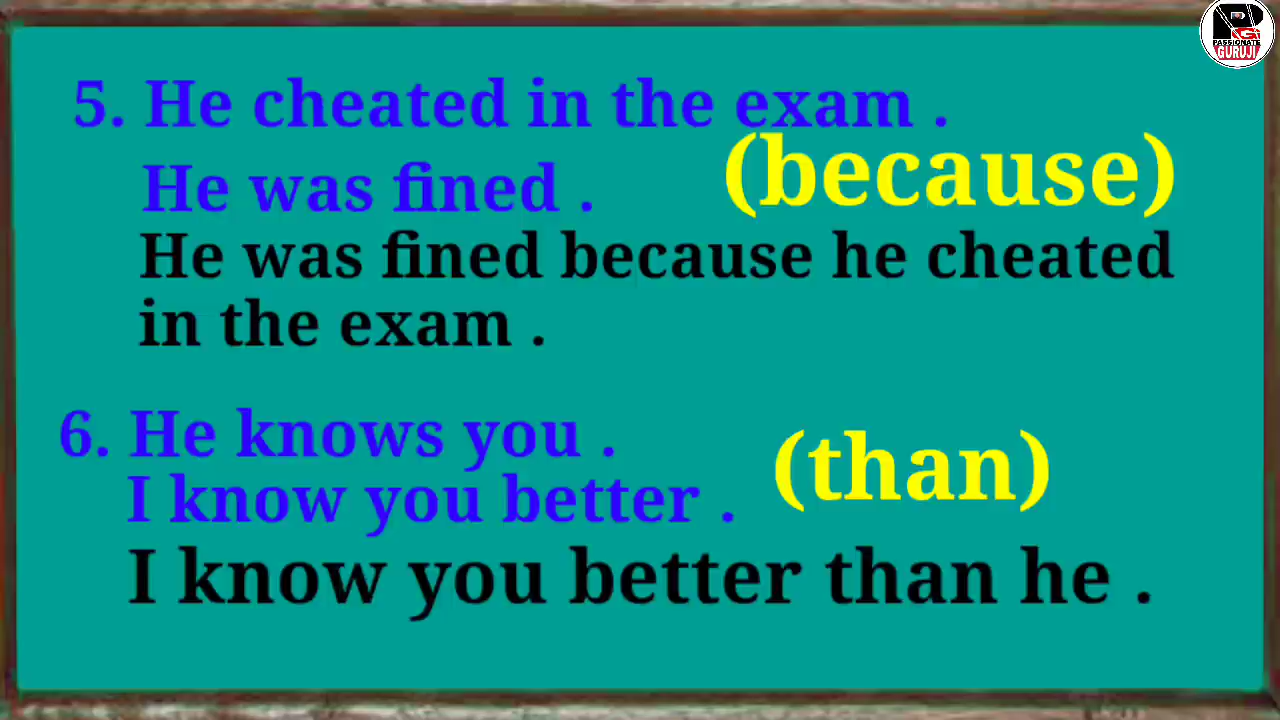 PASSIONATE
GURUJI
5. He cheated in the exam .
He was fined .
(because)
He was fined because he cheated
in the exam .
6. He knows you .
I know you better .
(than)
I know you better than he .